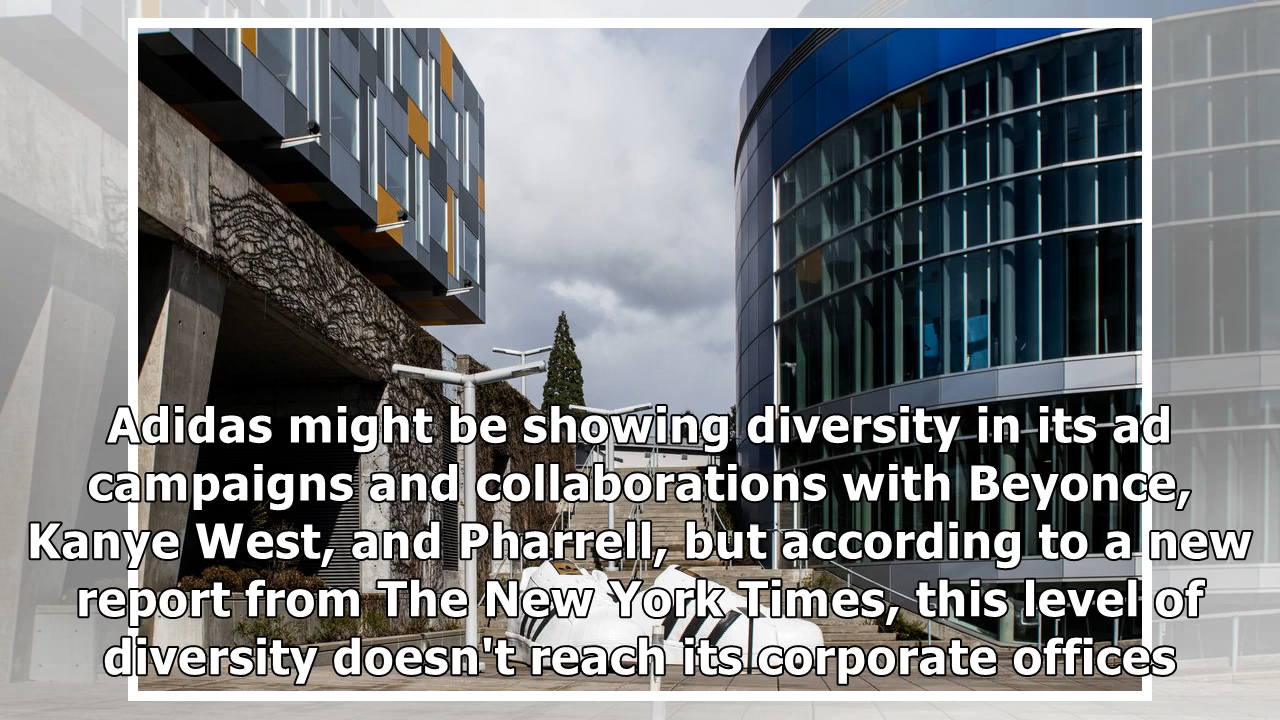 Adidas might be showing diversity in its ad
campaigns and collaborations with Beyonce,
Kanye West, and Pharrell, but according to a new
report from The New York Times, this level of
diversity doesn't reach its corporate offices